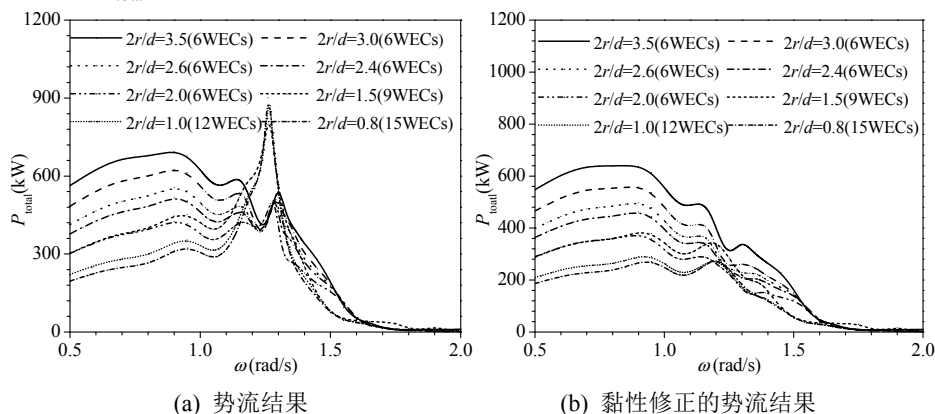 total
1200
900
600
300
0
P_total(kW)
2r/d=3.5(6WECs) 2r/d=3.0(6WECs)
2r/d=2.6(6WECs) 2r/d=2.4(6WECs)
2r/d=2.0(6WECs) 2r/d=1.5(9WECs)
2r/d=1.0(12WECs) 2r/d=0.8(15WECs)
0.5 1.0 1.5 2.0
ω(rad/s)
(a) 势流结果
1200
1000
800
600
400
200
0
P_toatl(kW)
2r/d=3.5(6WECs) 2r/d=3.0(6WECs)
2r/d=2.6(6WECs) 2r/d=2.4(6WECs)
2r/d=2.0(6WECs) 2r/d=1.5(9WECs)
2r/d=1.0(12WECs) 2r/d=0.8(15WECs)
0.5 1.0 1.5 2.0
ω(rad/s)
(b) 黏性修正的势流结果